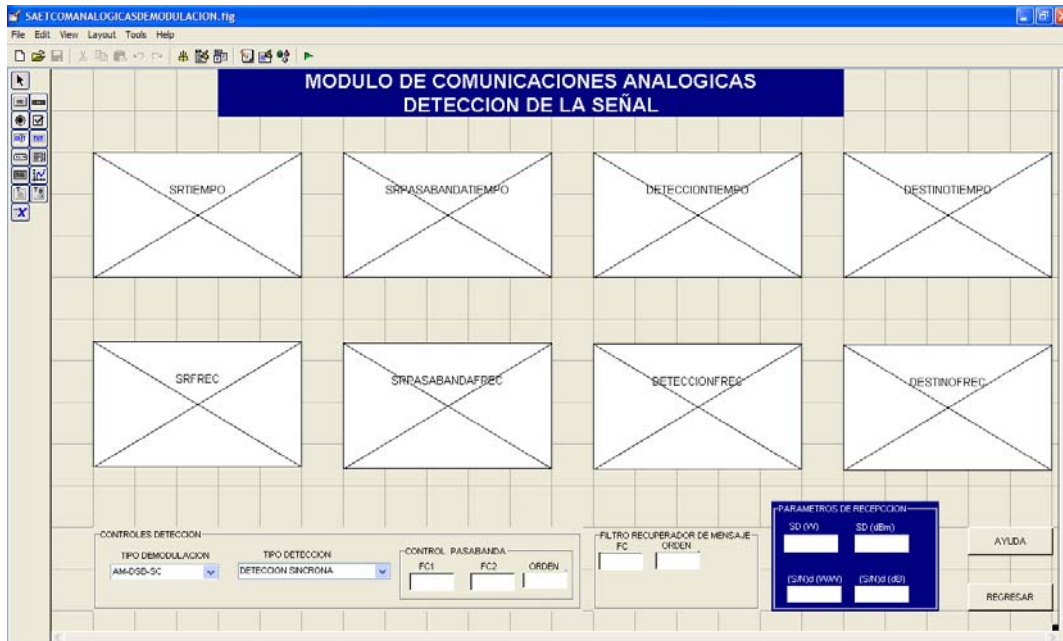 SAETCOMANALOGICASDEMODULACION.fig
File Edit View Layout Tools Help
MODULO DE COMUNICACIONES ANALOGICAS
DETECCION DE LA SEÑAL
SRTIEMPO
SRPASABANDATIEMPO
DETECCIONTIEMPO
DESTINOTIEMPO
SRFREC
SRPASABANDAFREC
DETECCIONFREC
DESTINOFREC
CONTROLES DETECCION
TIPO DEMODULACION
AM-DSB-SC
TIPO DETECCION
DETECCION SINCRONA
CONTROL PASABANDA
FC1 FC2 ORDEN
FILTRO RECUPERADOR DE MENSAJE
FC ORDEN
PARAMETROS DE RECEPCCION
SD (W) SD (dBm)
(S/N)d (W/W) (S/N)d (dB)
AYUDA
REGRESAR